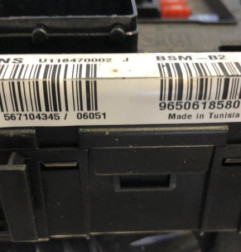 NS U118470002 J BSM-B2
9650618580
567104345 / 06051 Made in Tunisia